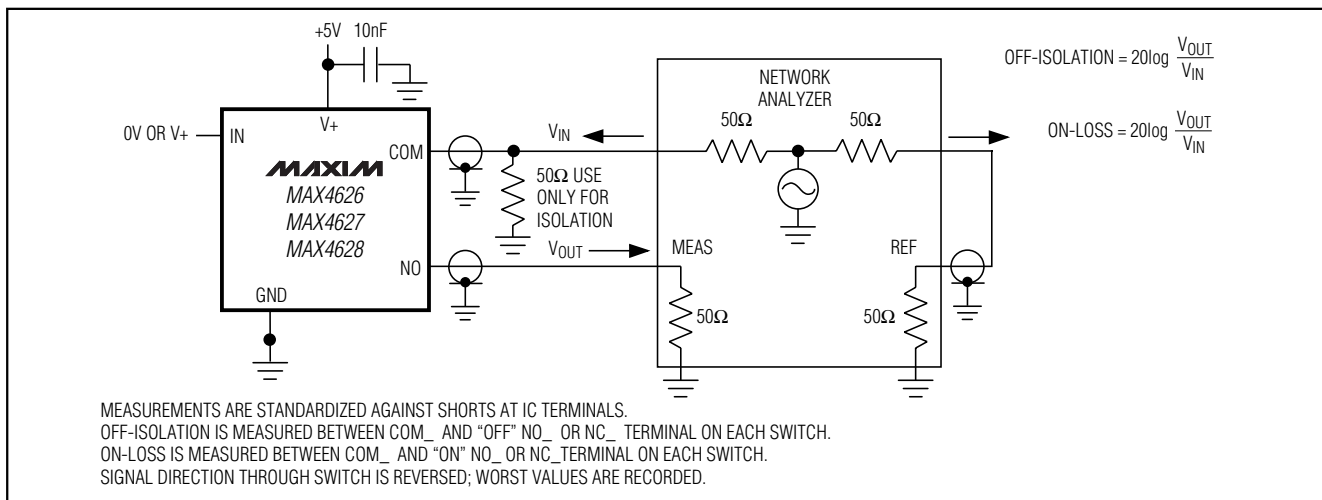 +5V 10nF
OFF-ISOLATION = 20log VOUT
VIN
NETWORK
ANALYZER
0V OR V+
IN
V+
COM
VIN
50Ω
50Ω
ON-LOSS = 20log VOUT
VIN
MAXIM
MAX4626
MAX4627
MAX4628
50Ω USE
ONLY FOR
ISOLATION
VOUT
MEAS
REF
NO
GND
50Ω
50Ω
MEASUREMENTS ARE STANDARDIZED AGAINST SHORTS AT IC TERMINALS.
OFF-ISOLATION IS MEASURED BETWEEN COM_ AND “OFF” NO_ OR NC_ TERMINAL ON EACH SWITCH.
ON-LOSS IS MEASURED BETWEEN COM_ AND “ON” NO_ OR NC_TERMINAL ON EACH SWITCH.
SIGNAL DIRECTION THROUGH SWITCH IS REVERSED; WORST VALUES ARE RECORDED.